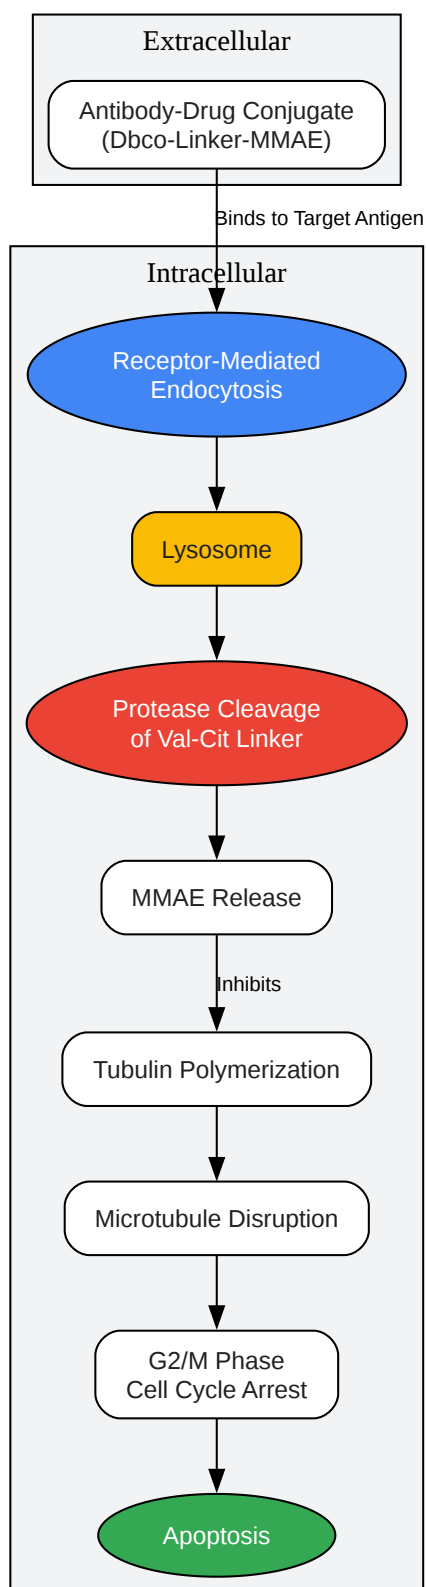 Extracellular
Antibody-Drug Conjugate
(Dbco-Linker-MMAE)
Binds to Target Antigen
Intracellular
Receptor-Mediated
Endocytosis
Lysosome
Protease Cleavage
of Val-Cit Linker
MMAE Release
Inhibits
Tubulin Polymerization
Microtubule Disruption
G2/M Phase
Cell Cycle Arrest
Apoptosis